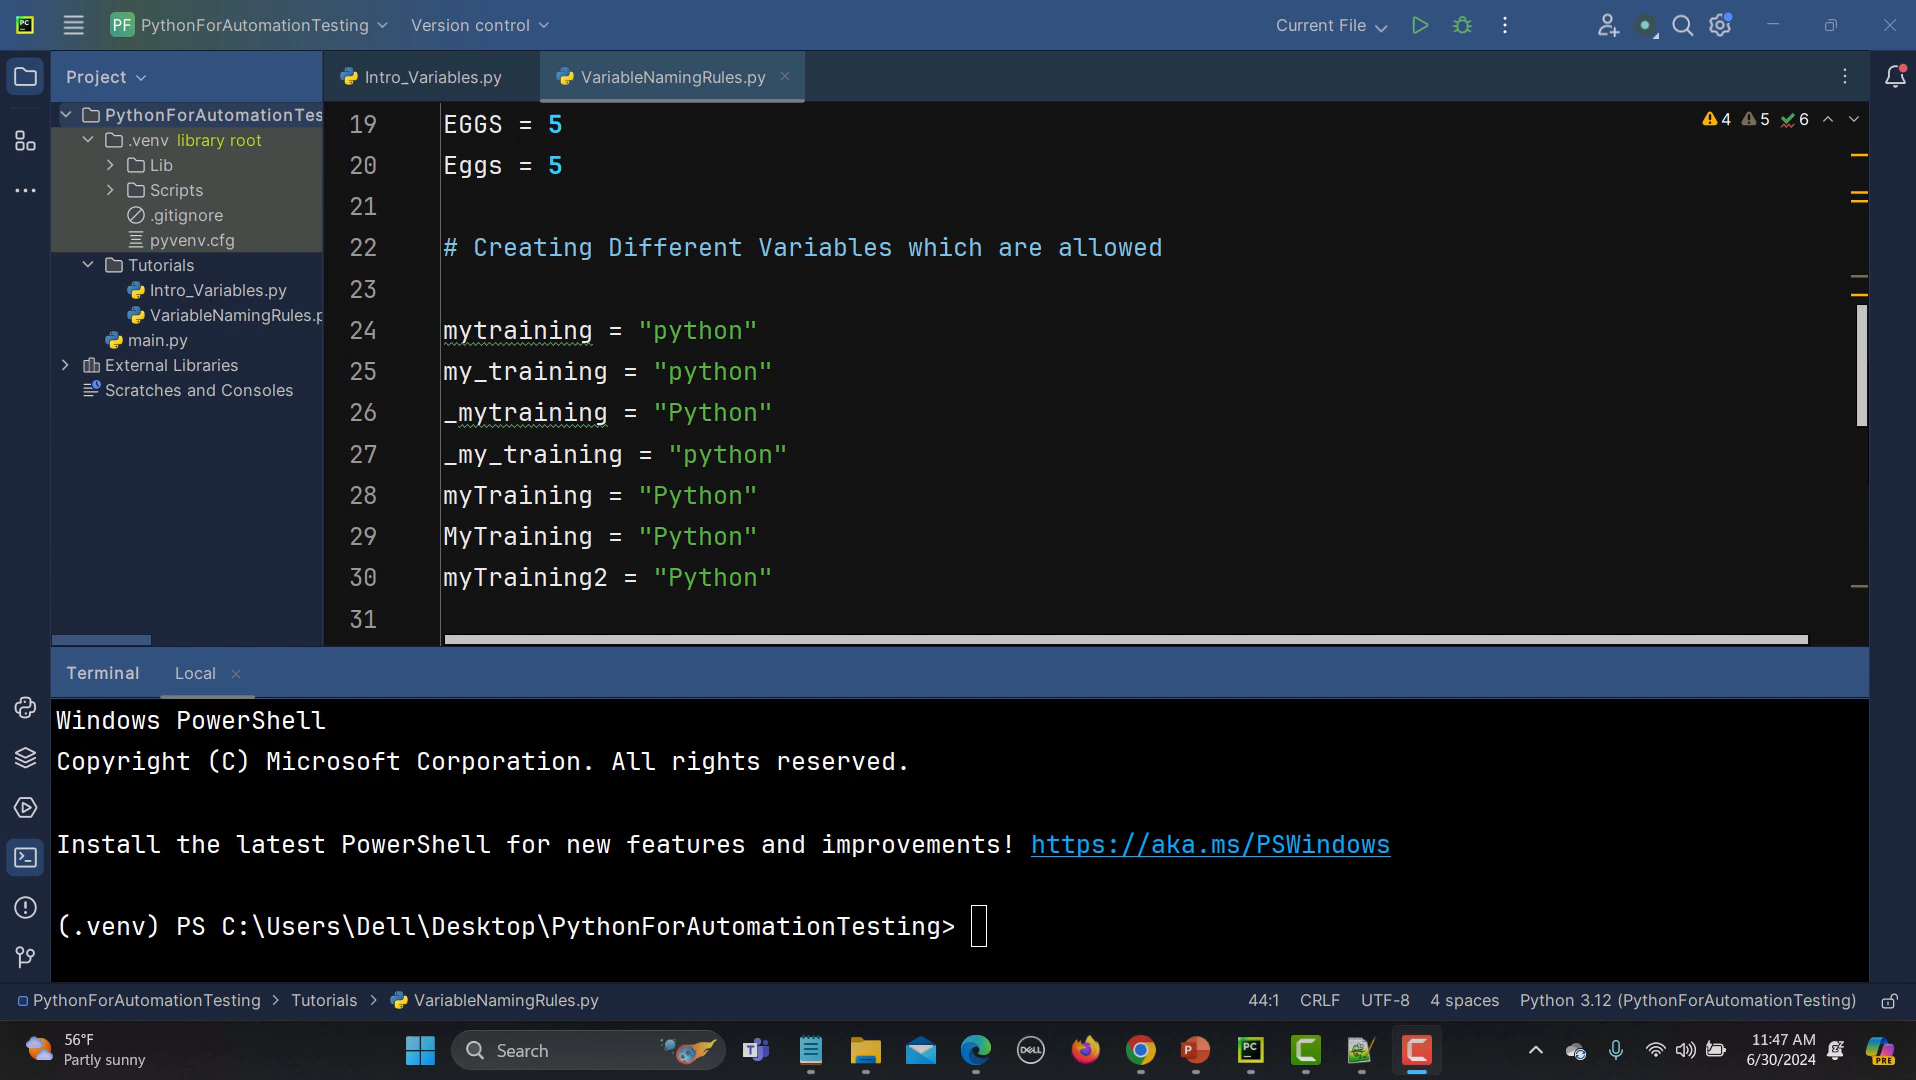 PF PythonForAutomationTesting Version control Current File
Project
Intro_Variables.py VariableNamingRules.py
PythonForAutomationTes
.venv library root
Lib
Scripts
.gitignore
pyvenv.cfg
Tutorials
Intro_Variables.py
VariableNamingRules.p
main.py
External Libraries
Scratches and Consoles
4 5 6
19 EGGS = 5
20 Eggs = 5
21
22 # Creating Different Variables which are allowed
23
24 mytraining = "python"
25 my_training = "python"
26 _mytraining = "Python"
27 _my_training = "python"
28 myTraining = "Python"
29 MyTraining = "Python"
30 myTraining2 = "Python"
31
Terminal Local
Windows PowerShell
Copyright (C) Microsoft Corporation. All rights reserved.
Install the latest PowerShell for new features and improvements! https://aka.ms/PSWindows
(.venv) PS C:\Users\Dell\Desktop\PythonForAutomationTesting>
PythonForAutomationTesting > Tutorials > VariableNamingRules.py 44:1 CRLF UTF-8 4 spaces Python 3.12 (PythonForAutomationTesting)
56°F
Partly sunny
Search
11:47 AM
6/30/2024